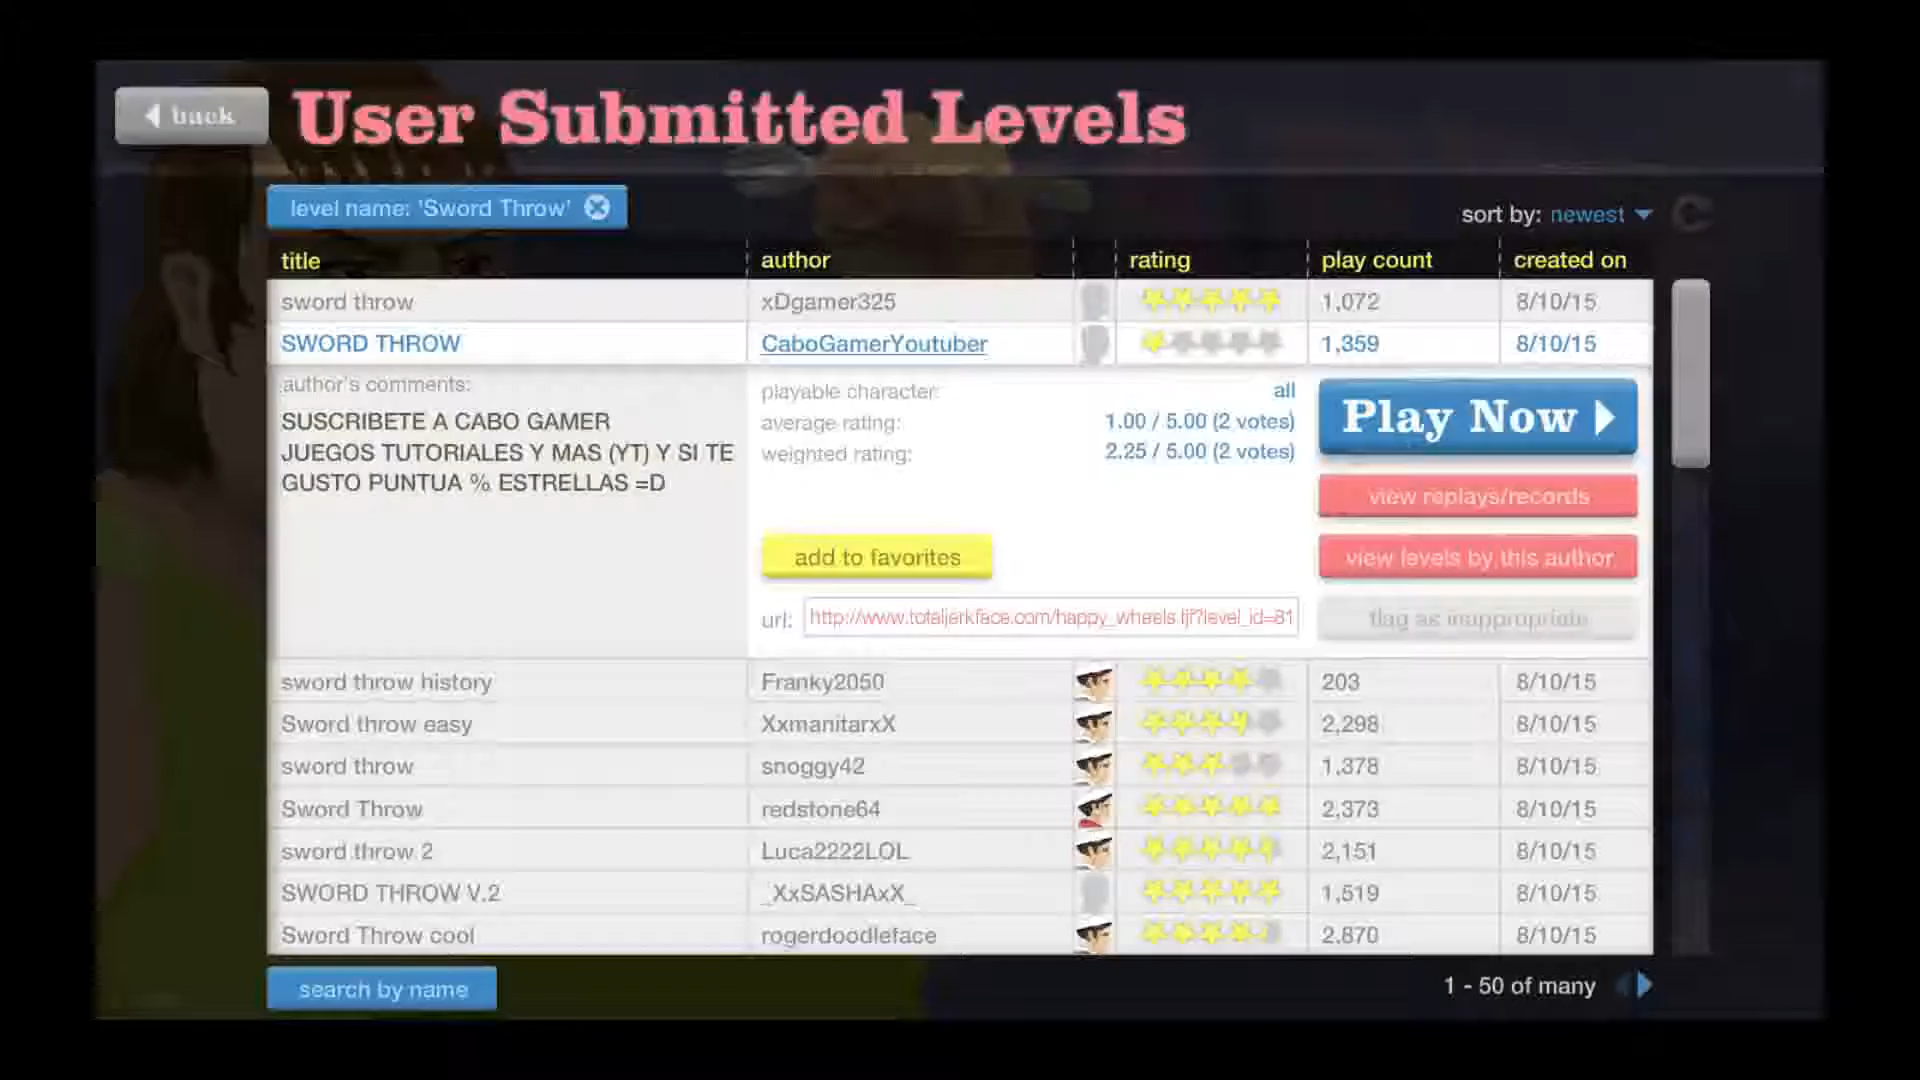 back
User Submitted Levels
level name: 'Sword Throw'
sort by: newest
title author rating play count created on
sword throw xDgamer325 1,072 8/10/15
SWORD THROW CaboGamerYoutuber 1,359 8/10/15
author's comments:
SUSCRIBETE A CABO GAMER
JUEGOS TUTORIALES Y MAS (YT) Y SI TE
GUSTO PUNTUA % ESTRELLAS =D
playable character: all
average rating: 1.00 / 5.00 (2 votes)
weighted rating: 2.25 / 5.00 (2 votes)
add to favorites
url: http://www.totaljerkface.com/happy_wheels.tjf?level_id=81
Play Now
view replays/records
view levels by this author
flag as inappropriate
sword throw history Franky2050 203 8/10/15
Sword throw easy XxmanitarxX 2,298 8/10/15
sword throw snoggy42 1,378 8/10/15
Sword Throw redstone64 2,373 8/10/15
sword throw 2 Luca2222LOL 2,151 8/10/15
SWORD THROW V.2 _XxSASHAxX_ 1,519 8/10/15
Sword Throw cool rogerdoodleface 2,870 8/10/15
search by name
1 - 50 of many